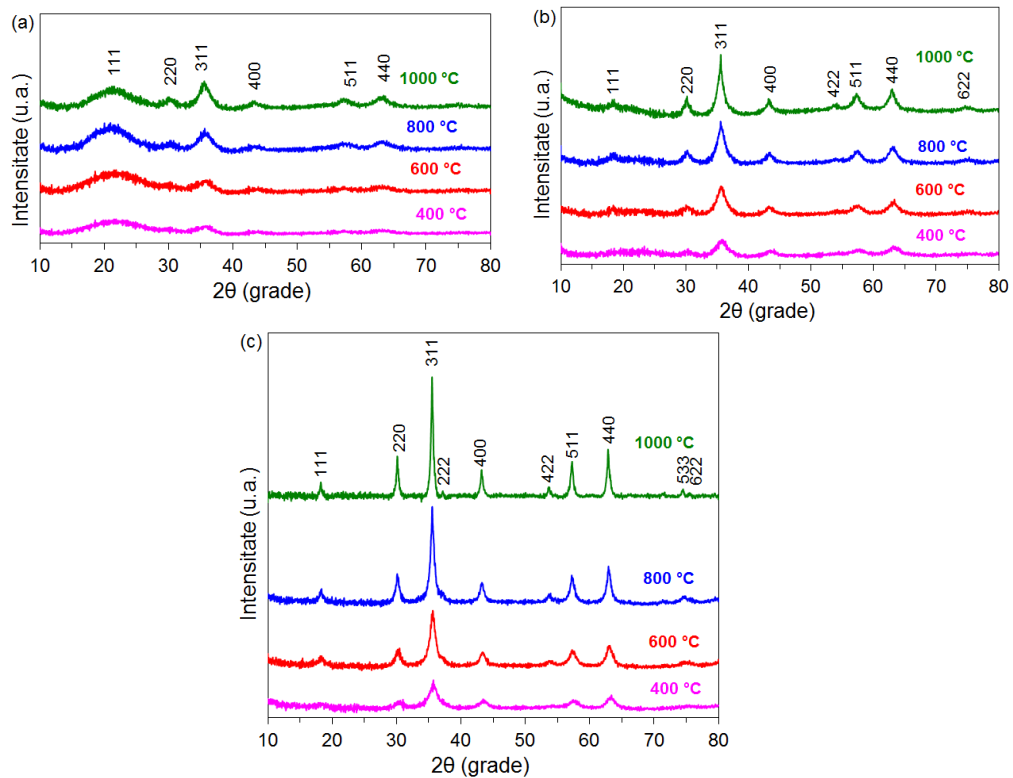 (a)
111
220
311
400
511
440
1000 °C
800 °C
600 °C
400 °C
Intensitate (u.a.)
10 20 30 40 50 60 70 80
2θ (grade)
(b)
111
220
311
400
422
511
440
622
1000 °C
800 °C
600 °C
400 °C
Intensitate (u.a.)
10 20 30 40 50 60 70 80
2θ (grade)
(c)
111
220
311
222
400
422
511
440
533
622
1000 °C
800 °C
600 °C
400 °C
Intensitate (u.a.)
10 20 30 40 50 60 70 80
2θ (grade)